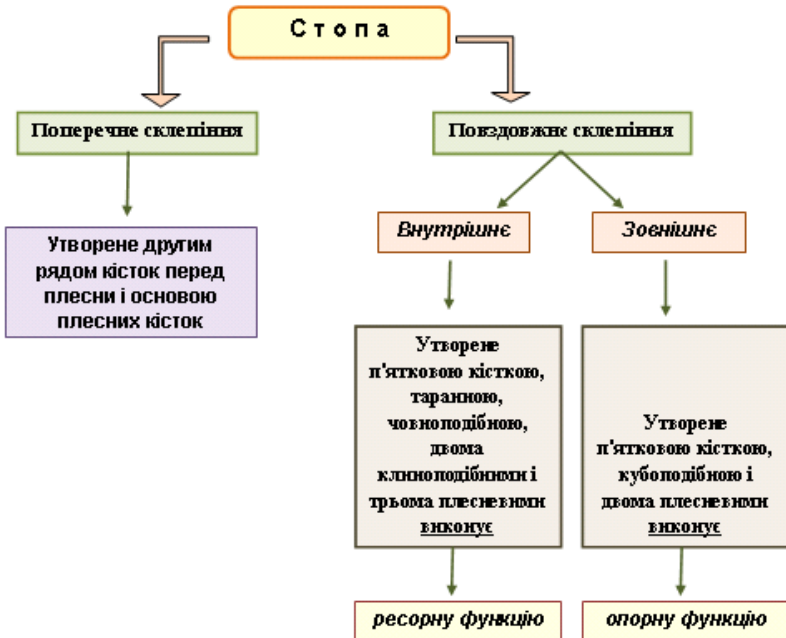 С т о п а
Поперечне склепіння
Повздовжнє склепіння
Утворене другим
рядом кісток перед
плесни і основою
плесних кісток
Внутрішнє
Зовнішнє
Утворене
п'ятковою кісткою,
таранною,
човноподібною,
двома
клиноподібними і
трьома плесневими
виконує
Утворене
п'ятковою кісткою,
кубоподібною і
двома плесневими
виконує
ресорну функцію
опорну функцію